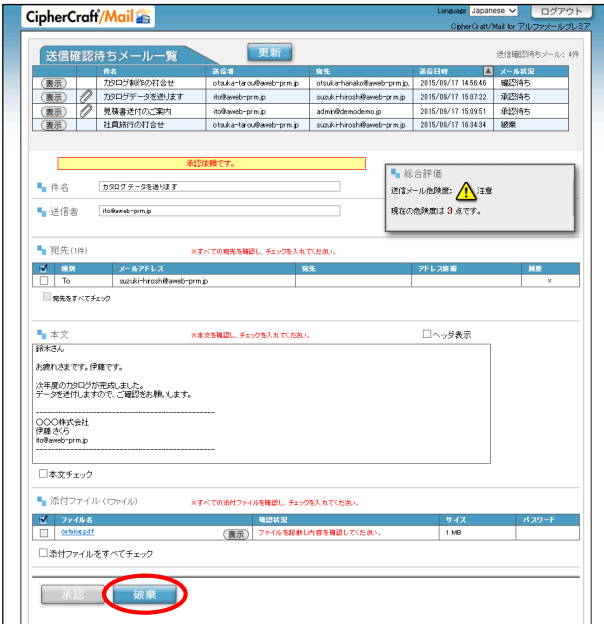 CipherCraft/Mail
Language Japanese ログアウト
CipherCraft/Mail for アルファメールプレミア
送信確認待ちメール一覧 更新 送信確認待ちメール: 4件
件名 送信者 宛先 送信日時 メール状況
表示 カタログ制作の打合せ otsuka-tarou@aweb-prm.jp otsuka-hanako@aweb-prm.jp, 2015/09/17 14:56:46 確認待ち
表示 カタログデータを送ります ito@aweb-prm.jp suzuki-hiroshi@aweb-prm.jp 2015/09/17 15:07:22 承認待ち
表示 見積書送付のご案内 ito@aweb-prm.jp admin@demodemo.jp 2015/09/17 15:09:51 承認待ち
表示 社員旅行の打合せ otsuka-tarou@aweb-prm.jp suzuki-hiroshi@aweb-prm.jp 2015/09/17 16:34:34 破棄
承認依頼です。
総合評価
送信メール危険度: 注意
現在の危険度は 3 点です。
件名 カタログデータを送ります
送信者 ito@aweb-prm.jp
宛先(1件) ※すべての宛先を確認し、チェックを入れてください。
種別 メールアドレス 宛先 アドレス情報 履歴
To suzuki-hiroshi@aweb-prm.jp ×
宛先をすべてチェック
本文 ※本文を確認し、チェックを入れてください。 ヘッダ表示
鈴木さん
お疲れさまです。伊藤です。
次年度のカタログが完成しました。
データを送付しますので、ご確認をお願いします。
--------------------------------------------
〇〇〇株式会社
伊藤さくら
ito@aweb-prm.jp
--------------------------------------------
本文チェック
添付ファイル (1ファイル) ※すべての添付ファイルを確認し、チェックを入れてください。
ファイル名 確認状況 サイズ パスワード
catalog.pdf 表示 ファイルを起動し内容を確認してください。 1 MB
添付ファイルをすべてチェック
承認 破棄